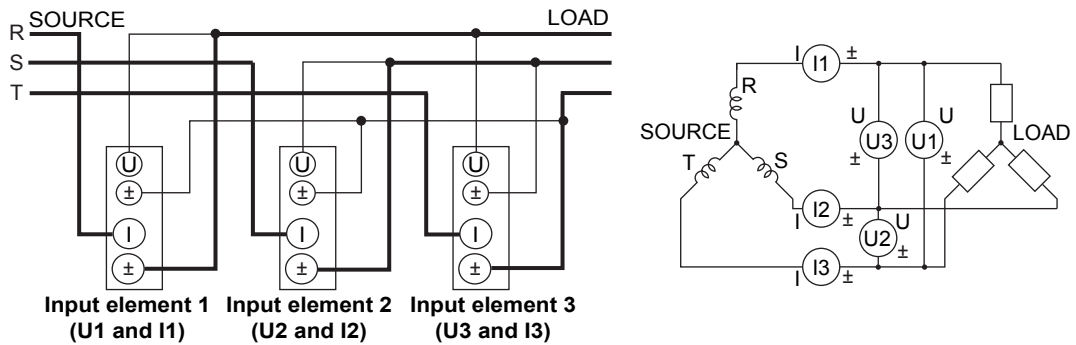 SOURCE
LOAD
R
S
T
U
±
I
±
U
±
I
±
U
±
I
±
Input element 1
(U1 and I1)
Input element 2
(U2 and I2)
Input element 3
(U3 and I3)
I
I1
±
R
U
U
SOURCE
U3
U1
LOAD
±
±
T
S
I
I2
±
U
U2
±
I
I3
±